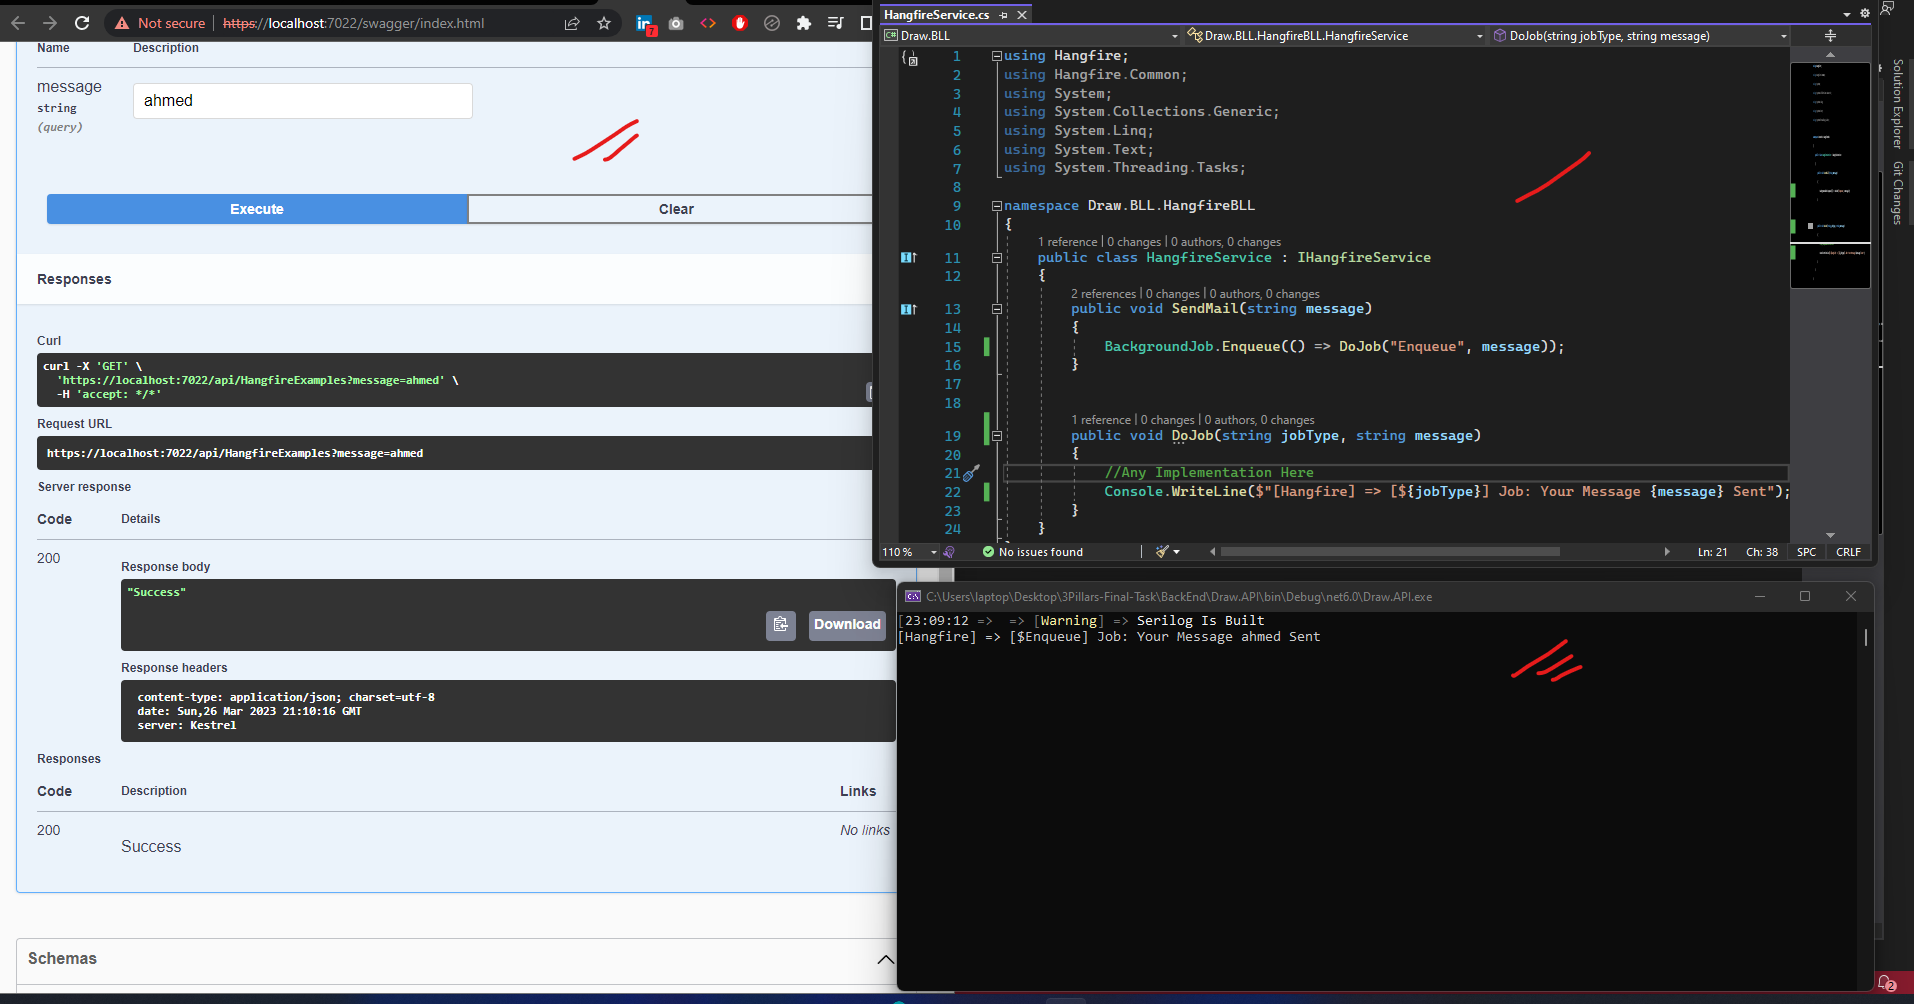 Not secure
https://localhost:7022/swagger/index.html
7
Name
Description
message
string
(query)
ahmed
Execute
Clear
Responses
Curl
curl -X 'GET' \
'https://localhost:7022/api/HangfireExamples?message=ahmed' \
-H 'accept: */*'
Request URL
https://localhost:7022/api/HangfireExamples?message=ahmed
Server response
Code
Details
200
Response body
"Success"
Download
Response headers
content-type: application/json; charset=utf-8
date: Sun,26 Mar 2023 21:10:16 GMT
server: Kestrel
Responses
Code
Description
Links
200
Success
No links
Schemas
HangfireService.cs
C# Draw.BLL
Draw.BLL.HangfireBLL.HangfireService
DoJob(string jobType, string message)
1 using Hangfire;
2 using Hangfire.Common;
3 using System;
4 using System.Collections.Generic;
5 using System.Linq;
6 using System.Text;
7 using System.Threading.Tasks;
8
9 namespace Draw.BLL.HangfireBLL
10 {
1 reference | 0 changes | 0 authors, 0 changes
11 public class HangfireService : IHangfireService
12 {
2 references | 0 changes | 0 authors, 0 changes
13 public void SendMail(string message)
14 {
15 BackgroundJob.Enqueue(() => DoJob("Enqueue", message));
16 }
17
18
1 reference | 0 changes | 0 authors, 0 changes
19 public void DoJob(string jobType, string message)
20 {
21 //Any Implementation Here
22 Console.WriteLine($"[Hangfire] => [${jobType}] Job: Your Message {message} Sent");
23 }
24 }
110 %
No issues found
Ln: 21
Ch: 38
SPC
CRLF
Solution Explorer
Git Changes
C:\Users\laptop\Desktop\3Pillars-Final-Task\BackEnd\Draw.API\bin\Debug\net6.0\Draw.API.exe
[23:09:12 => => [Warning] => Serilog Is Built
[Hangfire] => [$Enqueue] Job: Your Message ahmed Sent
2